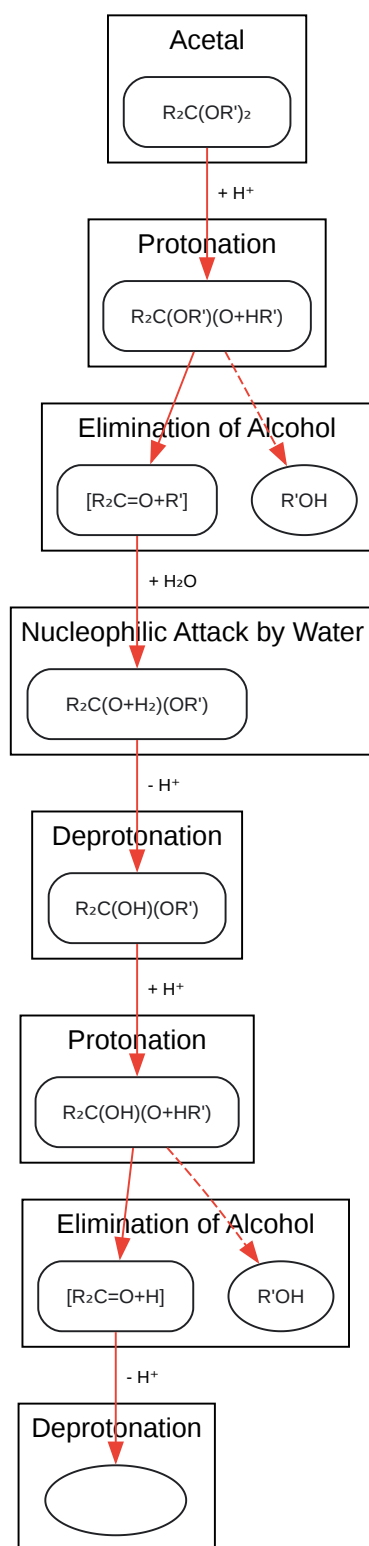 Acetal
R₂C(OR')₂
+ H⁺
Protonation
R₂C(OR')(O+HR')
Elimination of Alcohol
[R₂C=O+R']
R'OH
+ H₂O
Nucleophilic Attack by Water
R₂C(O+H₂)(OR')
- H⁺
Deprotonation
R₂C(OH)(OR')
+ H⁺
Protonation
R₂C(OH)(O+HR')
Elimination of Alcohol
[R₂C=O+H]
R'OH
- H⁺
Deprotonation